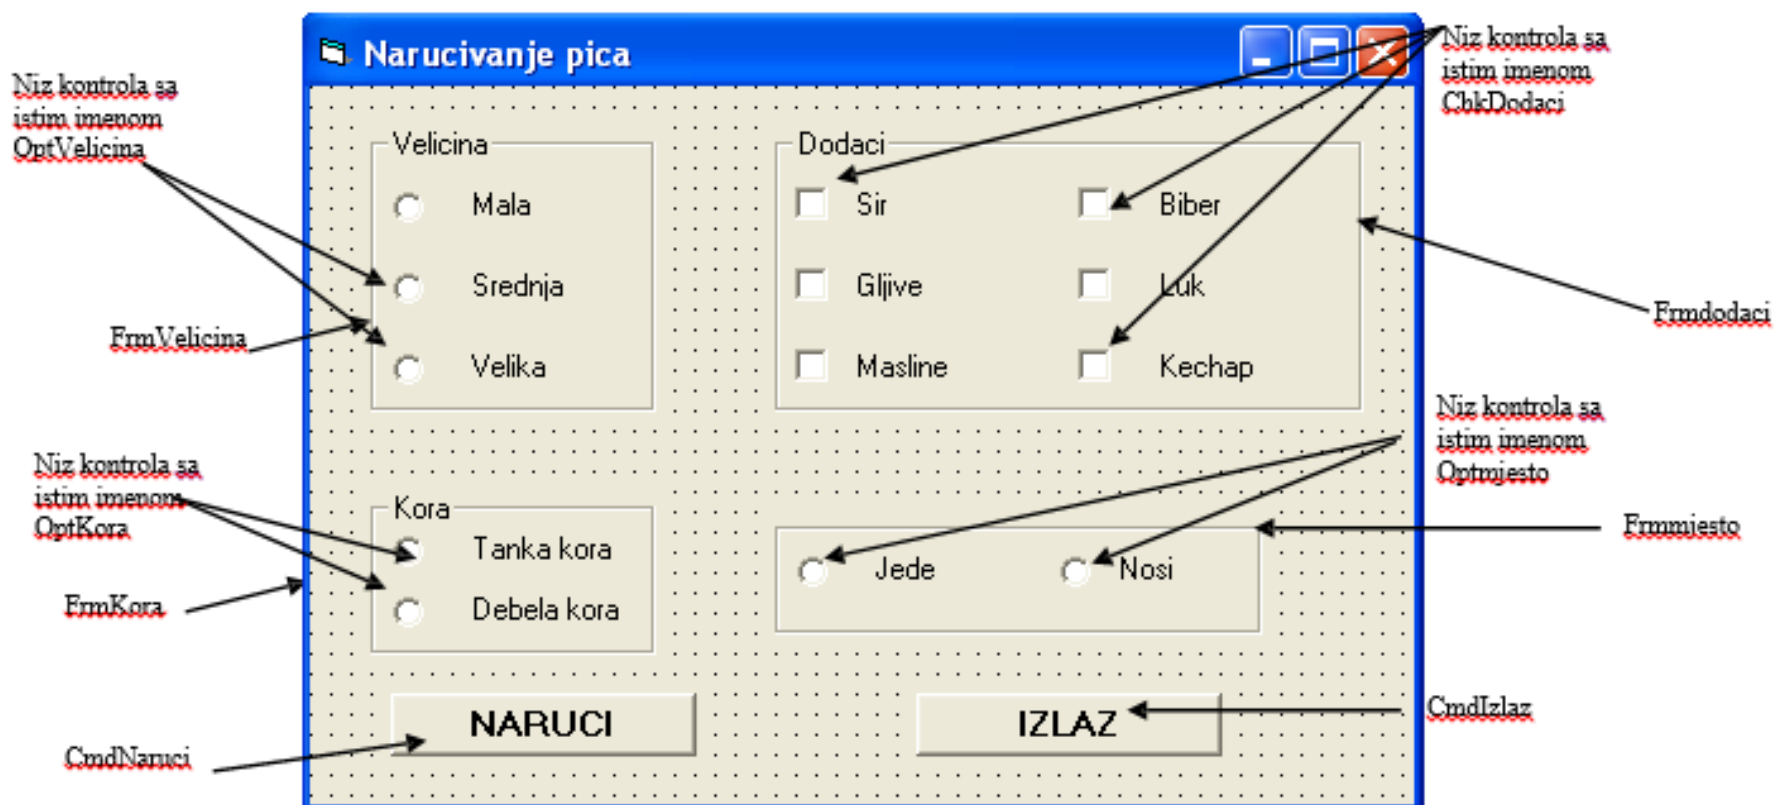 Narucivanje pica
Niz kontrola sa
istim imenom
OptVelicina
Niz kontrola sa
istim imenom
ChkDodaci
Velicina
Mala
Srednja
Velika
Dodaci
Sir
Biber
Gljive
Luk
Masline
Kechap
FrmVelicina
Frmdodaci
Niz kontrola sa
istim imenom
OptKora
Niz kontrola sa
istim imenom
Optmjesto
Kora
Tanka kora
Debela kora
Jede
Nosi
Frmmjesto
FrmKora
NARUCI
IZLAZ
CmdIzlaz
CmdNaruci